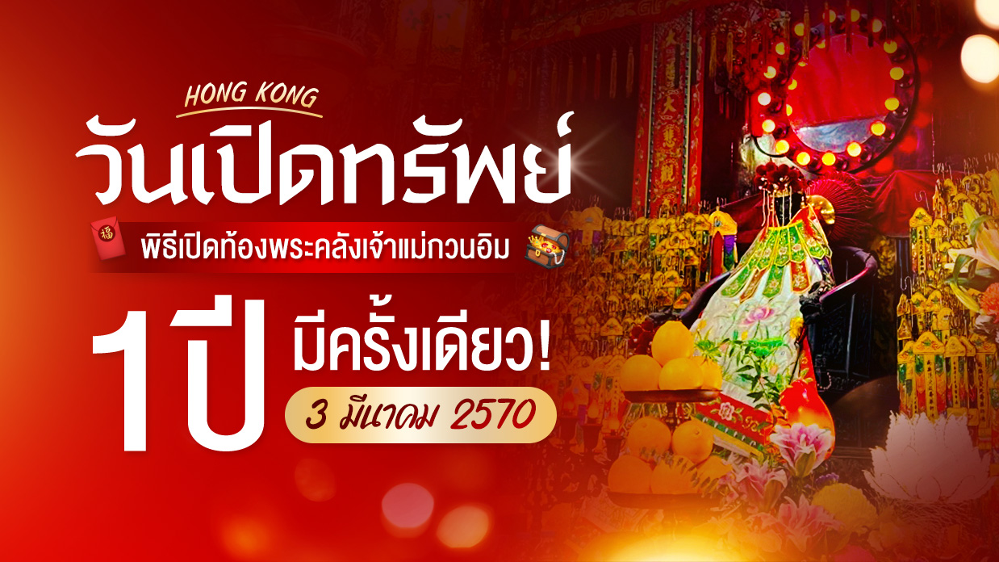 HONG KONG
วันเปิดทรัพย์
福
พิธีเปิดท้องพระคลังเจ้าแม่กวนอิม
1 ปี
มีครั้งเดียว!
3 มีนาคม 2570